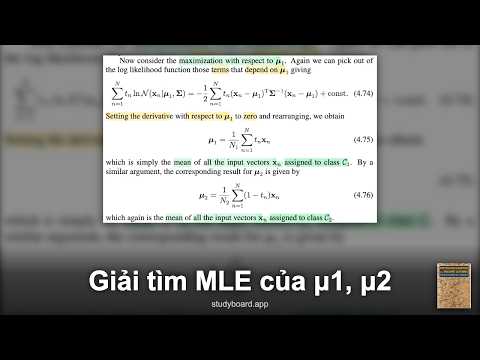 Now consider the maximization with respect to μ₁. Again we can pick out of
the log likelihood function those terms that depend on μ₁ giving
∑ₙ₌₁ᴺ tₙ ln N(xₙ|μ₁, Σ) = −1/2 ∑ₙ₌₁ᴺ tₙ(xₙ − μ₁)ᵀΣ⁻¹(xₙ − μ₁) + const. (4.74)
Setting the derivative with respect to μ₁ to zero and rearranging, we obtain
μ₁ = 1/N₁ ∑ₙ₌₁ᴺ tₙxₙ (4.75)
which is simply the mean of all the input vectors xₙ assigned to class C₁. By a
similar argument, the corresponding result for μ₂ is given by
μ₂ = 1/N₂ ∑ₙ₌₁ᴺ (1 − tₙ)xₙ (4.76)
which again is the mean of all the input vectors xₙ assigned to class C₂.
Giải tìm MLE của μ1, μ2
studyboard.app